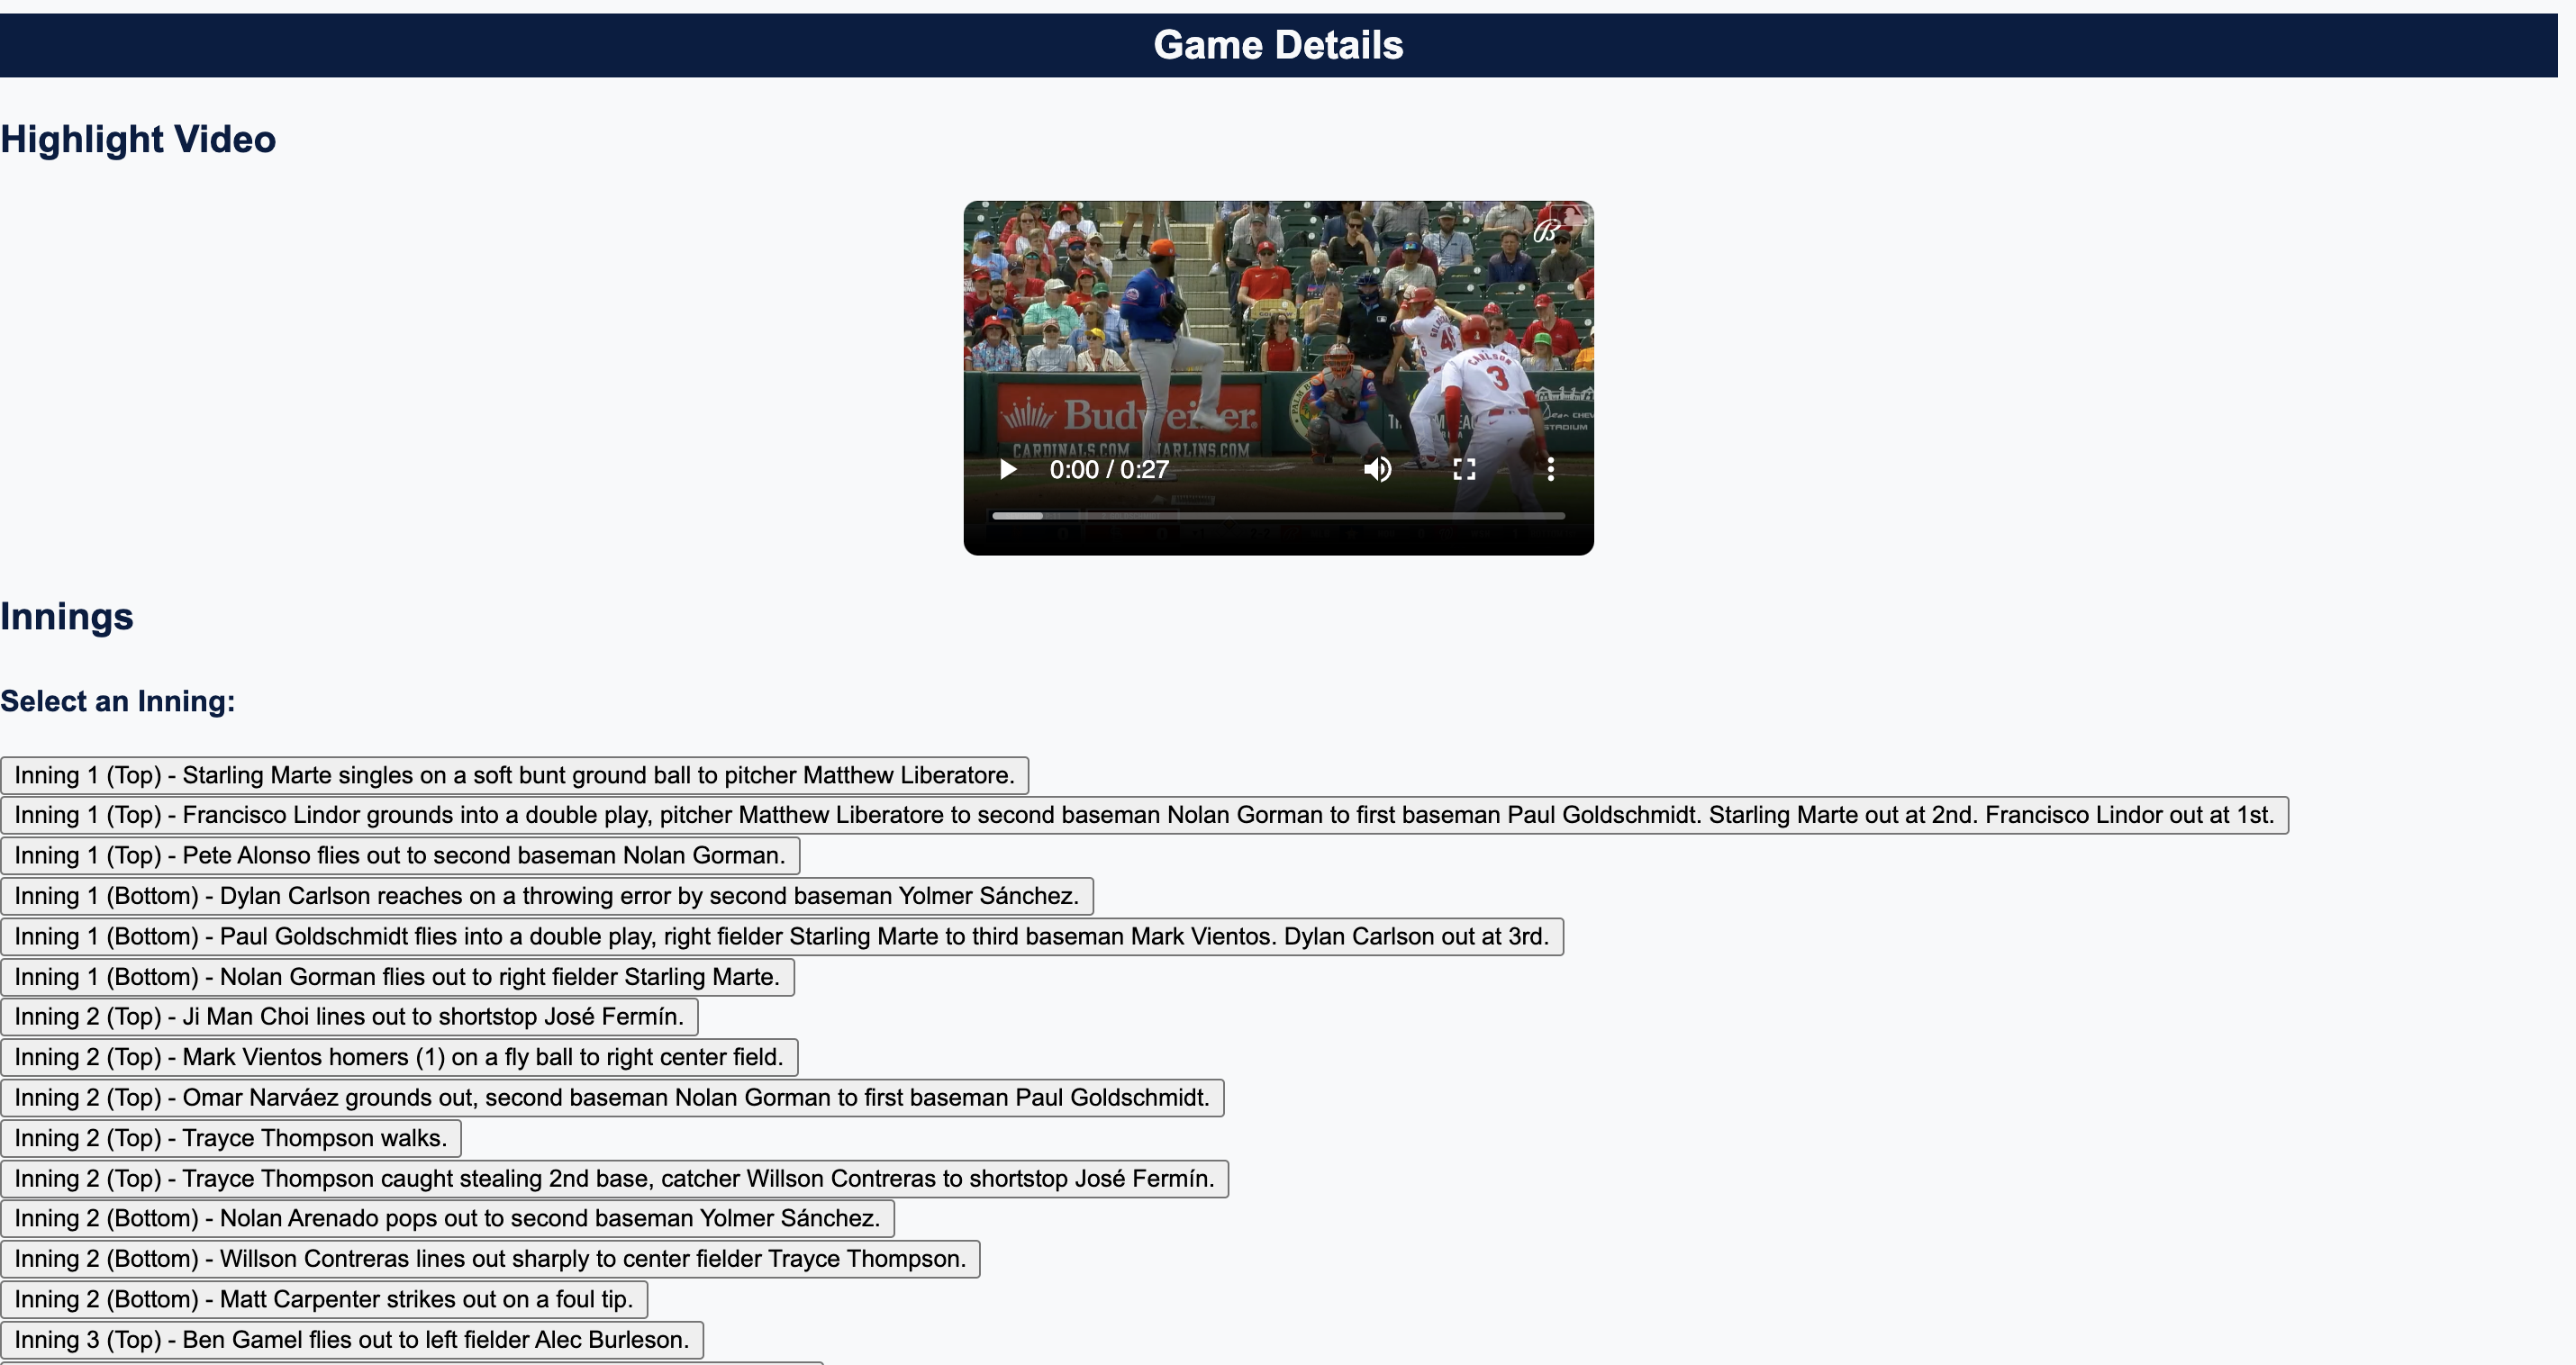 Game Details
Highlight Video
Budweiser
CARDINALS.COM
MARLINS.COM
CARLSON
3
STADIUM
0:00 / 0:27
Innings
Select an Inning:
Inning 1 (Top) - Starling Marte singles on a soft bunt ground ball to pitcher Matthew Liberatore.
Inning 1 (Top) - Francisco Lindor grounds into a double play, pitcher Matthew Liberatore to second baseman Nolan Gorman to first baseman Paul Goldschmidt. Starling Marte out at 2nd. Francisco Lindor out at 1st.
Inning 1 (Top) - Pete Alonso flies out to second baseman Nolan Gorman.
Inning 1 (Bottom) - Dylan Carlson reaches on a throwing error by second baseman Yolmer Sánchez.
Inning 1 (Bottom) - Paul Goldschmidt flies into a double play, right fielder Starling Marte to third baseman Mark Vientos. Dylan Carlson out at 3rd.
Inning 1 (Bottom) - Nolan Gorman flies out to right fielder Starling Marte.
Inning 2 (Top) - Ji Man Choi lines out to shortstop José Fermín.
Inning 2 (Top) - Mark Vientos homers (1) on a fly ball to right center field.
Inning 2 (Top) - Omar Narváez grounds out, second baseman Nolan Gorman to first baseman Paul Goldschmidt.
Inning 2 (Top) - Trayce Thompson walks.
Inning 2 (Top) - Trayce Thompson caught stealing 2nd base, catcher Willson Contreras to shortstop José Fermín.
Inning 2 (Bottom) - Nolan Arenado pops out to second baseman Yolmer Sánchez.
Inning 2 (Bottom) - Willson Contreras lines out sharply to center fielder Trayce Thompson.
Inning 2 (Bottom) - Matt Carpenter strikes out on a foul tip.
Inning 3 (Top) - Ben Gamel flies out to left fielder Alec Burleson.